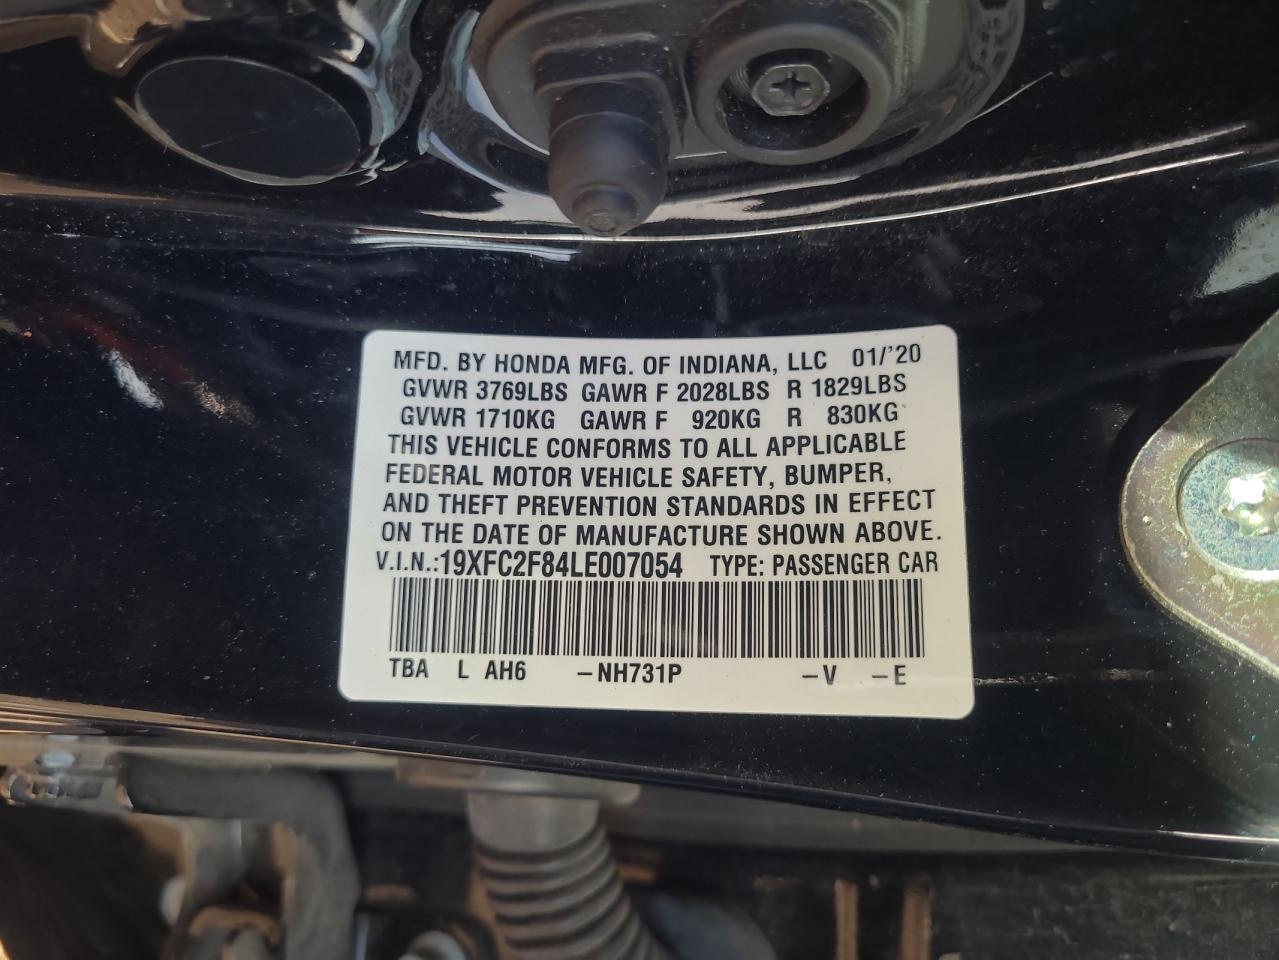 MFD. BY HONDA MFG. OF INDIANA, LLC 01/'20
GVWR 3769LBS GAWR F 2028LBS R 1829LBS
GVWR 1710KG GAWR F 920KG R 830KG
THIS VEHICLE CONFORMS TO ALL APPLICABLE
FEDERAL MOTOR VEHICLE SAFETY, BUMPER,
AND THEFT PREVENTION STANDARDS IN EFFECT
ON THE DATE OF MANUFACTURE SHOWN ABOVE.
V.I.N.:19XFC2F84LE007054 TYPE: PASSENGER CAR
TBA L AH6 -NH731P -V -E